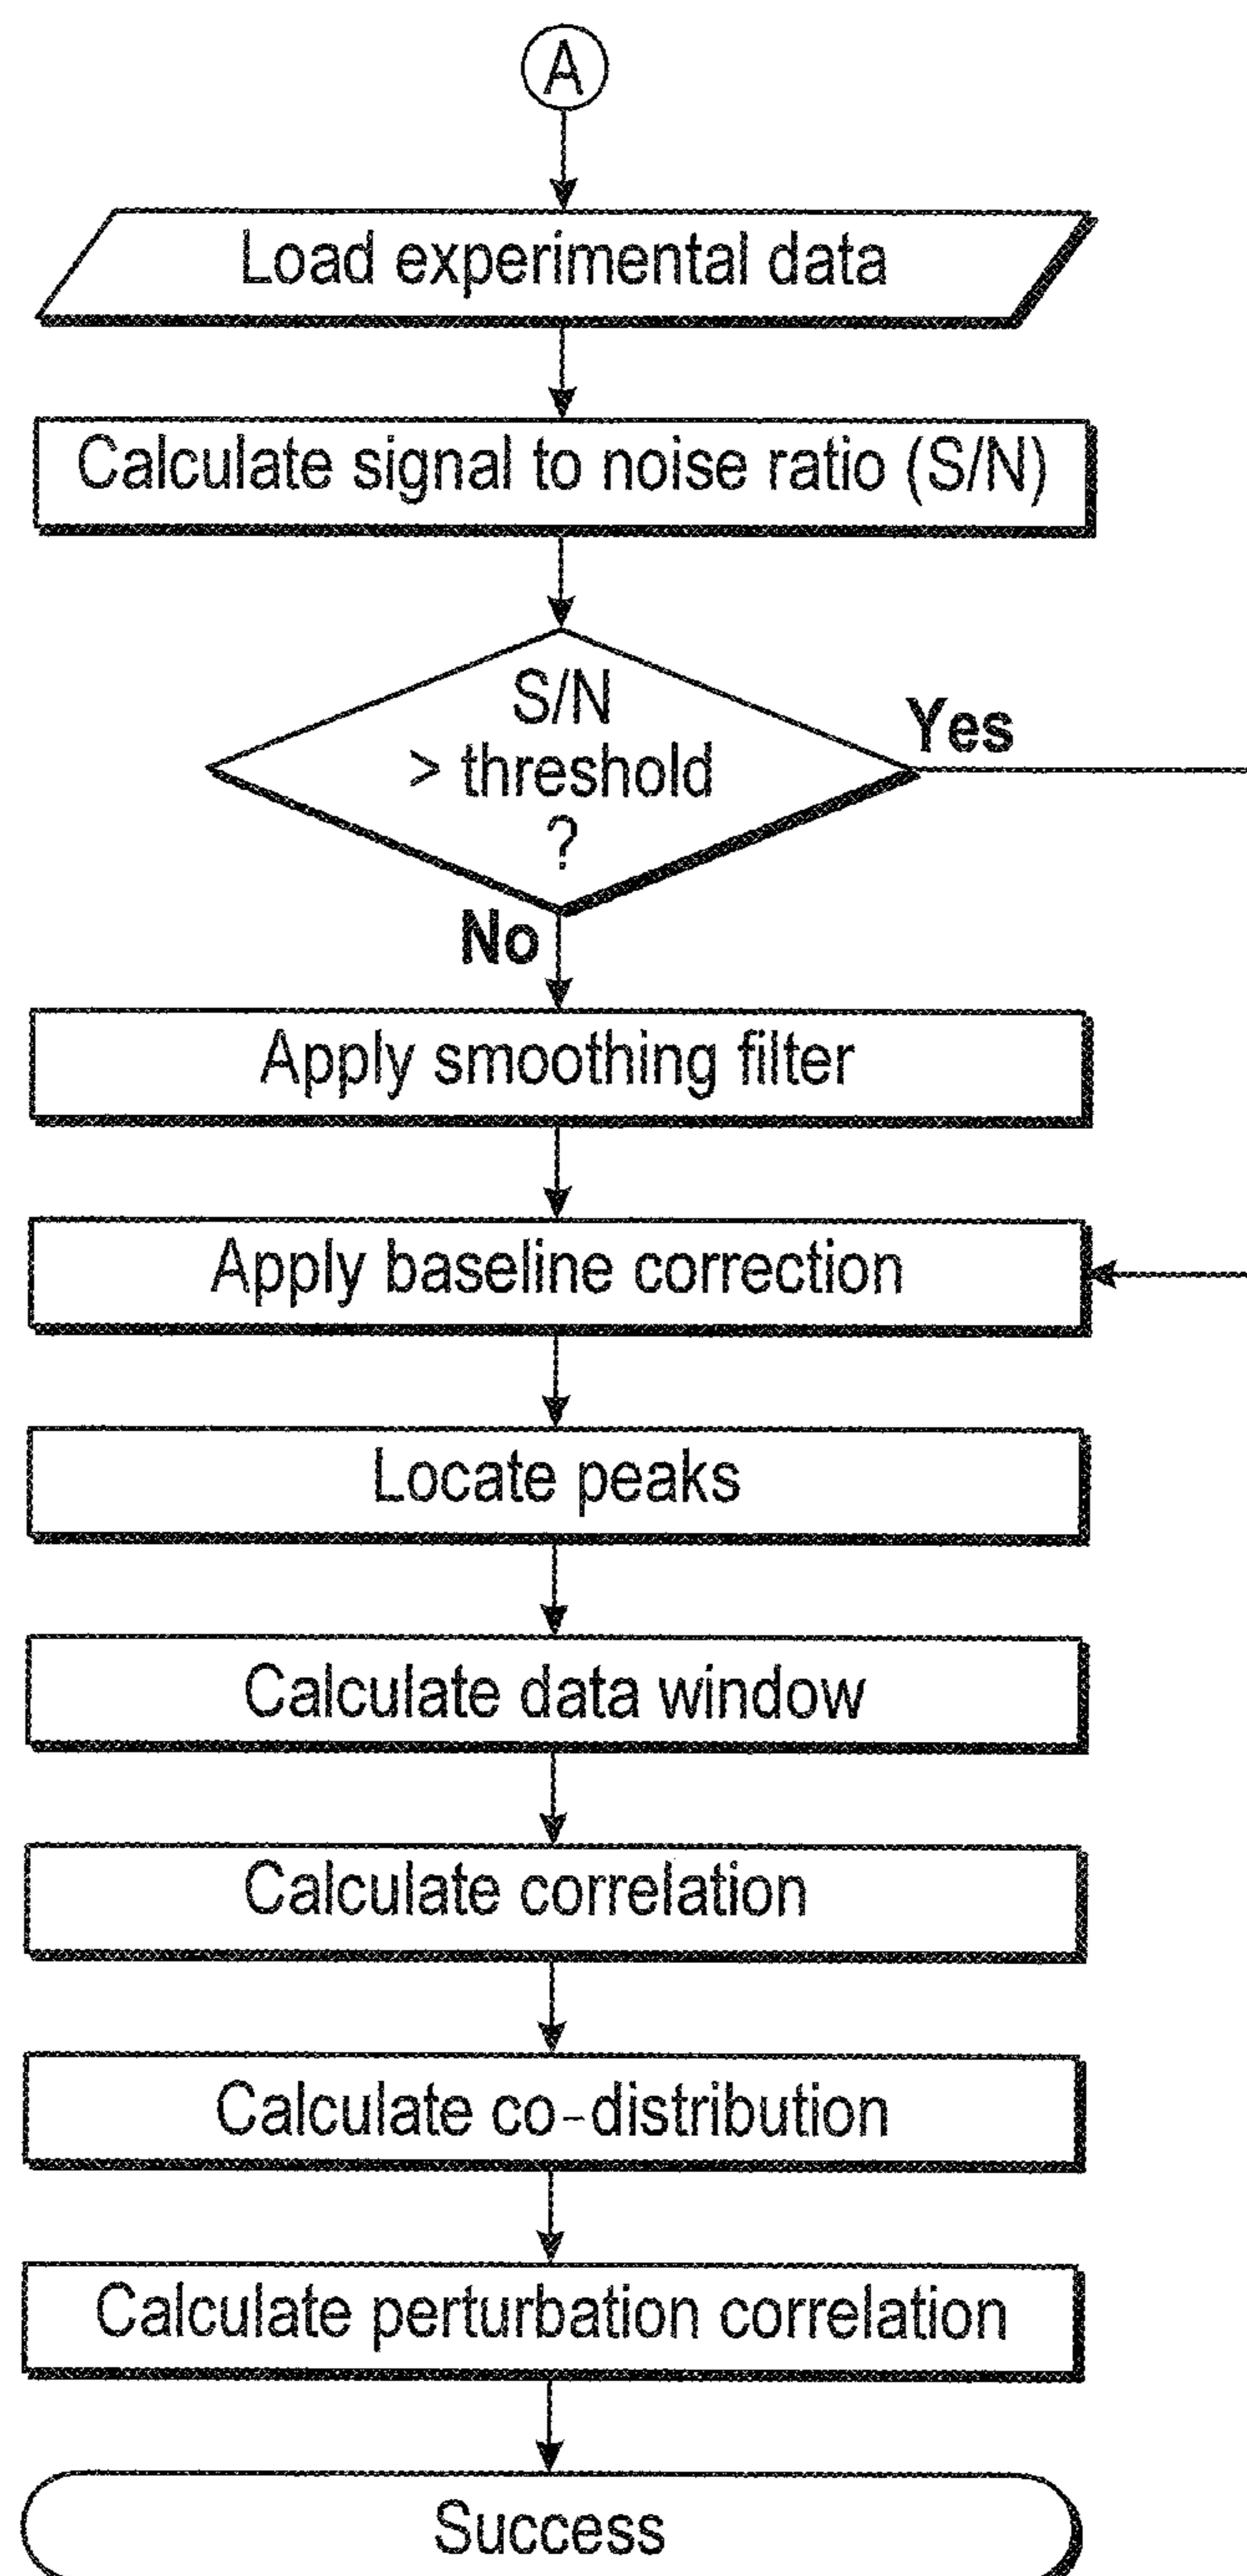 A
Load experimental data
Calculate signal to noise ratio (S/N)
S/N
> threshold
?
Yes
No
Apply smoothing filter
Apply baseline correction
Locate peaks
Calculate data window
Calculate correlation
Calculate co-distribution
Calculate perturbation correlation
Success